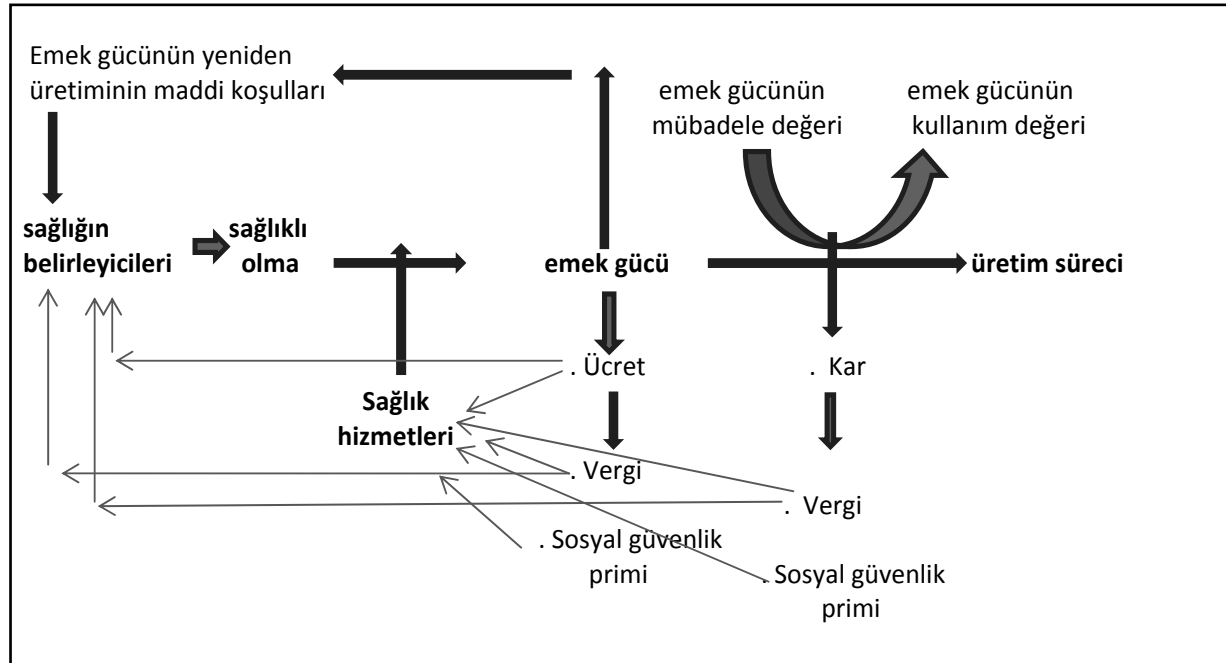 Emek gücünün yeniden
üretiminin maddi koşulları
emek gücünün
mübadele değeri
emek gücünün
kullanım değeri
sağlığın
belirleyicileri
sağlıklı
olma
emek gücü
üretim süreci
. Ücret
. Kar
Sağlık
hizmetleri
. Vergi
. Vergi
. Sosyal güvenlik
primi
. Sosyal güvenlik
primi